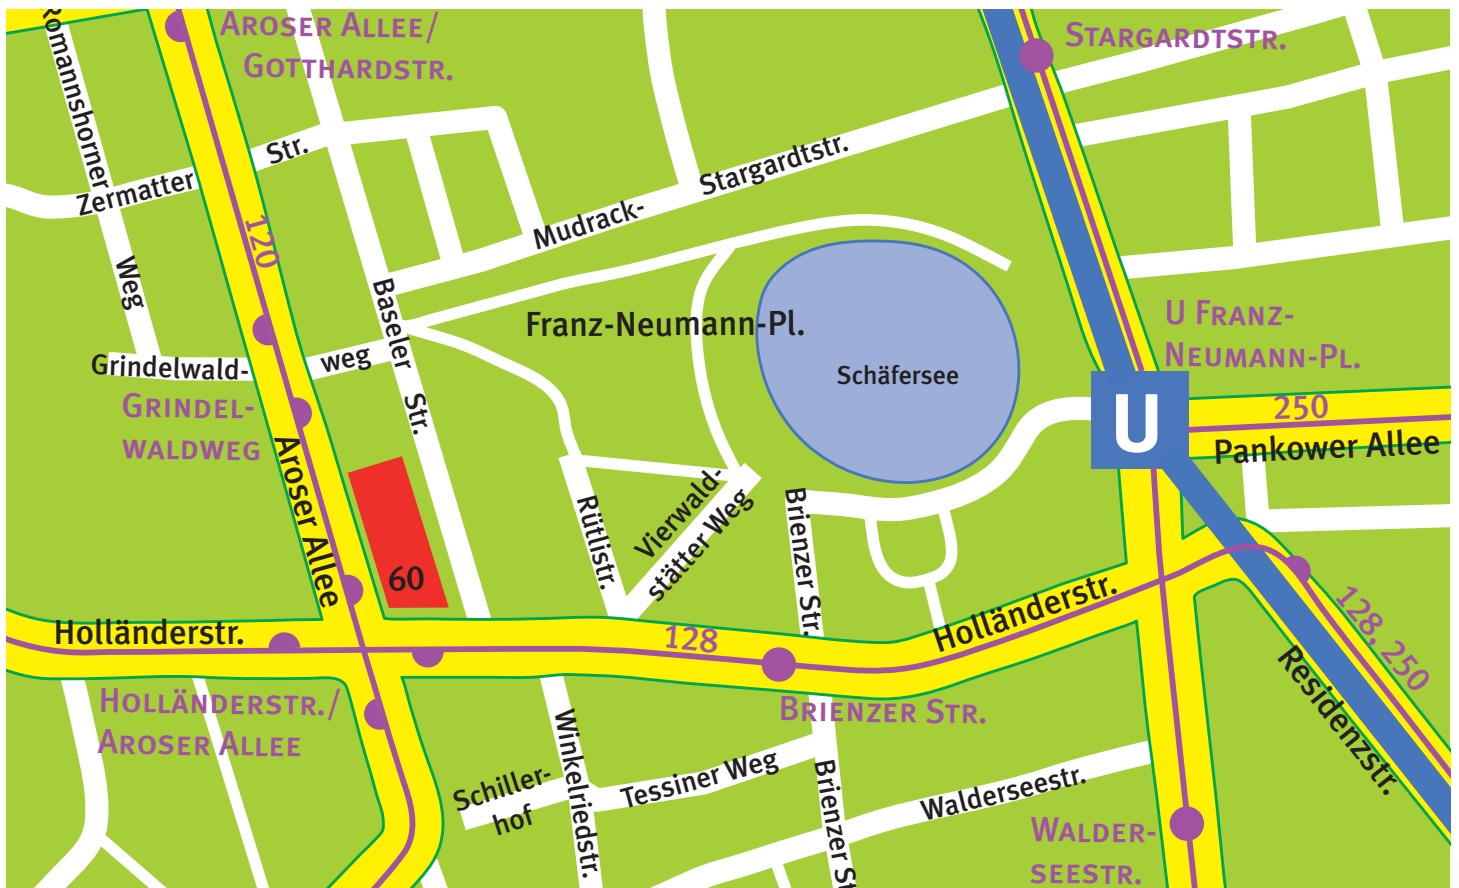 AROSER ALLEE/
GOTTHARDSTR.
STARGARDTSTR.
Romannshorner
Weg
Zermatter
Str.
120
Mudrack-
Stargardtstr.
Baseler
Str.
Franz-Neumann-Pl.
Schäfersee
U FRANZ-
NEUMANN-PL.
U
250
Pankower Allee
Grindelwald-
weg
GRINDEL-
WALDWEG
Aroser Allee
60
Rütlistr.
Vierwald-
stätter Weg
Brienzer Str.
Holländerstr.
128
Holländerstr.
128, 250
Residenzstr.
HOLLÄNDERSTR./
AROSER ALLEE
BRIENZER STR.
Schiller-
hof
Winkelriedstr.
Tessiner Weg
Brienzer St
Walderseestr.
WALDER-
SEESTR.